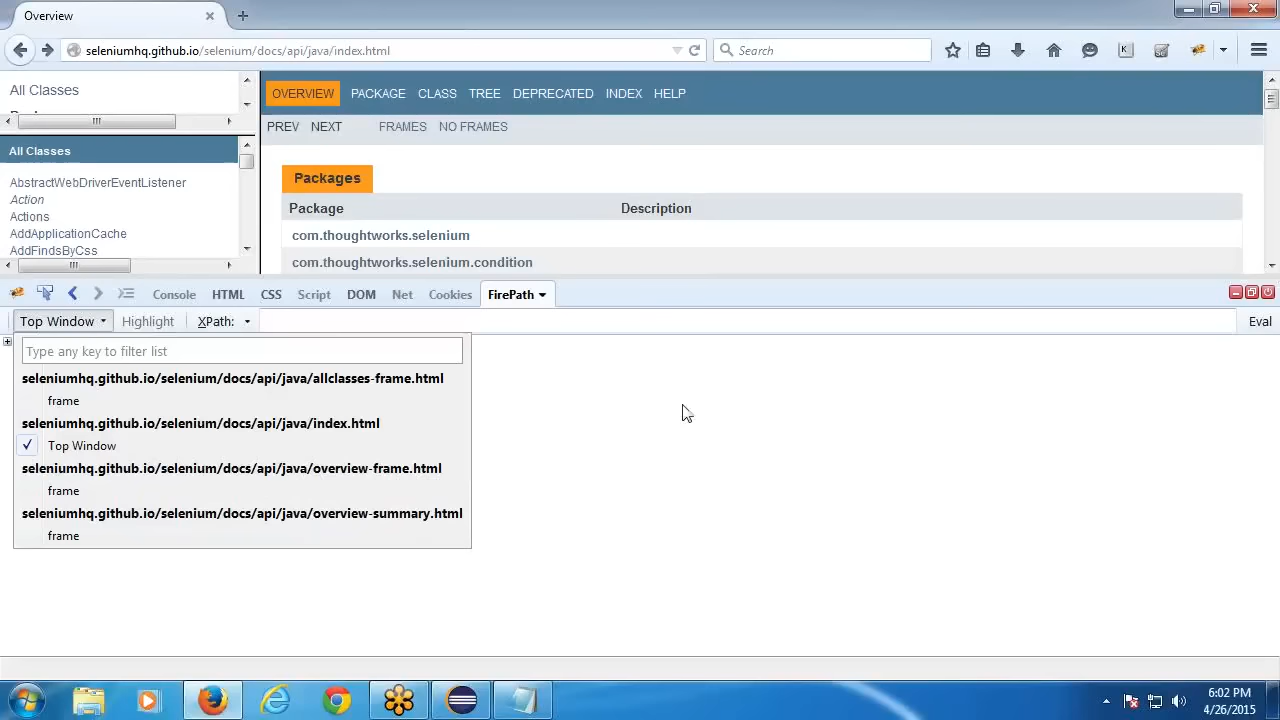 Overview
seleniumhq.github.io/selenium/docs/api/java/index.html
Search
All Classes
All Classes
AbstractWebDriverEventListener
Action
Actions
AddApplicationCache
AddFindsByCss
OVERVIEW PACKAGE CLASS TREE DEPRECATED INDEX HELP
PREV NEXT FRAMES NO FRAMES
Packages
Package Description
com.thoughtworks.selenium
com.thoughtworks.selenium.condition
Console HTML CSS Script DOM Net Cookies FirePath
Top Window Highlight XPath: Eval
Type any key to filter list
seleniumhq.github.io/selenium/docs/api/java/allclasses-frame.html
frame
seleniumhq.github.io/selenium/docs/api/java/index.html
Top Window
seleniumhq.github.io/selenium/docs/api/java/overview-frame.html
frame
seleniumhq.github.io/selenium/docs/api/java/overview-summary.html
frame
6:02 PM
4/26/2015